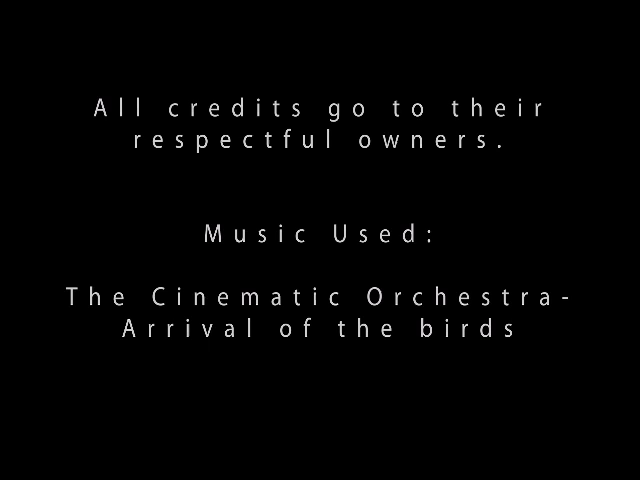 All credits go to their
respectful owners.
Music Used:
The Cinematic Orchestra-
Arrival of the birds